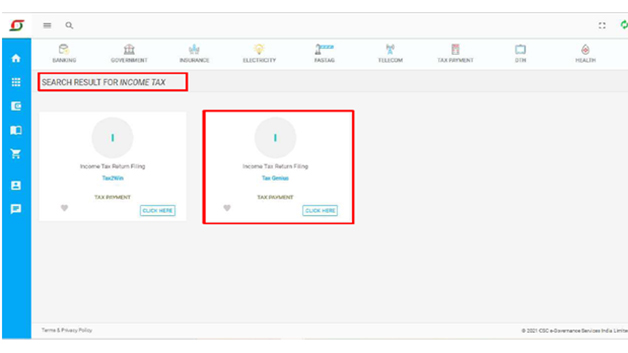 BANKING GOVERNMENT INSURANCE ELECTRICITY FASTAG TELECOM TAX PAYMENT DTH HEALTH
SEARCH RESULT FOR INCOME TAX
I
Income Tax Return Filing
Tax2Win
TAX PAYMENT
CLICK HERE
I
Income Tax Return Filing
Tax Genius
TAX PAYMENT
CLICK HERE
Terms & Privacy Policy.
© 2021 CSC e-Governance Services India Limite